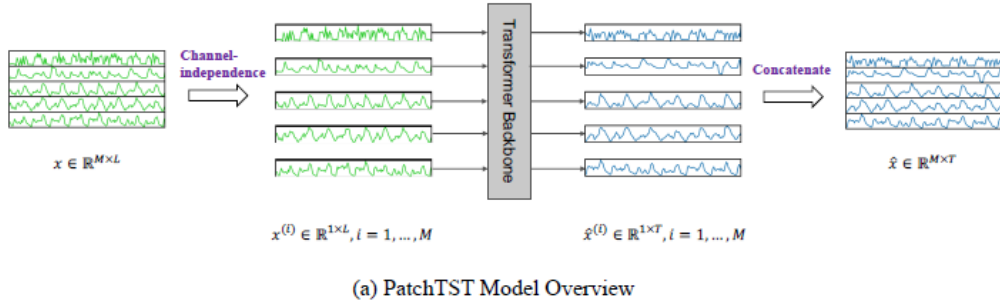 Channel-
independence
Transformer Backbone
Concatenate
x ∈ ℝ^{M×L}
x^{(i)} ∈ ℝ^{1×L}, i = 1, ..., M
x̂^{(i)} ∈ ℝ^{1×T}, i = 1, ..., M
x̂ ∈ ℝ^{M×T}
(a) PatchTST Model Overview